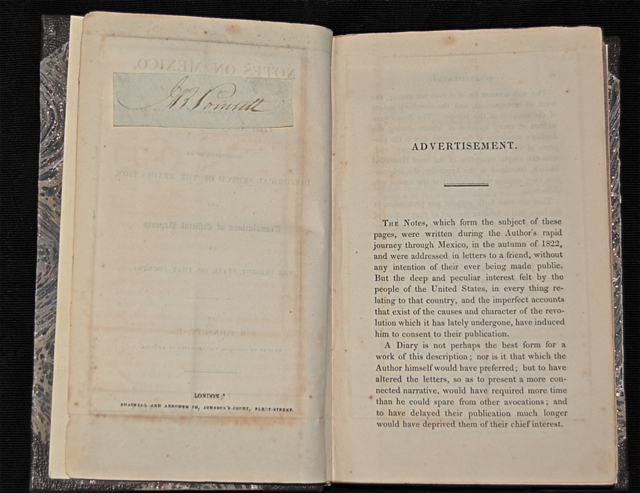 J R Poinsett
LONDON:
BRADBURY AND
JOHNSON'S COURT, FLEET-STREET.
ADVERTISEMENT.
THE Notes, which form the subject of these
pages, were written during the Author's rapid
journey through Mexico, in the autumn of 1822,
and were addressed in letters to a friend, without
any intention of their ever being made public.
But the deep and peculiar interest felt by the
people of the United States, in every thing re-
lating to that country, and the imperfect accounts
that exist of the causes and character of the revo-
lution which it has lately undergone, have induced
him to consent to their publication.
A Diary is not perhaps the best form for a
work of this description; nor is it that which the
Author himself would have preferred; but to have
altered the letters, so as to present a more con-
nected narrative, would have required more time
than he could spare from other avocations; and
to have delayed their publication much longer
would have deprived them of their chief interest.